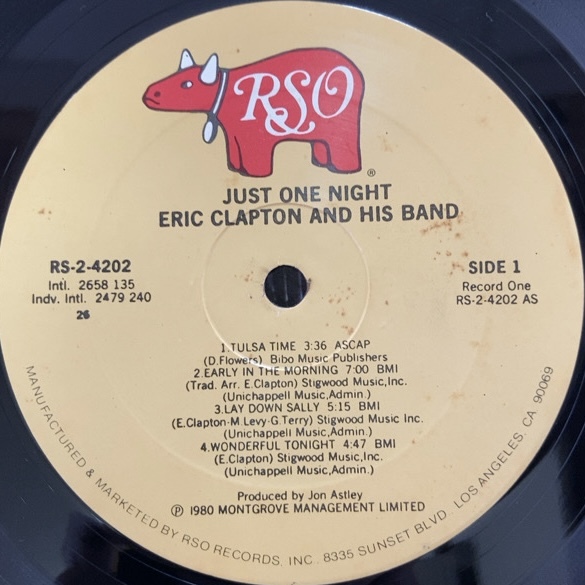 RSO
®
JUST ONE NIGHT
ERIC CLAPTON AND HIS BAND
RS-2-4202
Intl. 2658 135
Indv. Intl. 2479 240
26
SIDE 1
Record One
RS-2-4202 AS
1.TULSA TIME 3:36 ASCAP
(D.Flowers) Bibo Music Publishers
2.EARLY IN THE MORNING 7:00 BMI
(Trad. Arr. E.Clapton) Stigwood Music,Inc.
(Unichappell Music,Admin.)
3.LAY DOWN SALLY 5:15 BMI
(E.Clapton-M.Levy-G.Terry) Stigwood Music Inc.
(Unichappell Music,Admin.)
4.WONDERFUL TONIGHT 4:47 BMI
(E.Clapton) Stigwood Music,Inc.
(Unichappell Music,Admin.)
Produced by Jon Astley
℗ 1980 MONTGROVE MANAGEMENT LIMITED
MANUFACTURED & MARKETED BY RSO RECORDS, INC. 8335 SUNSET BLVD. LOS ANGELES, CA 90069